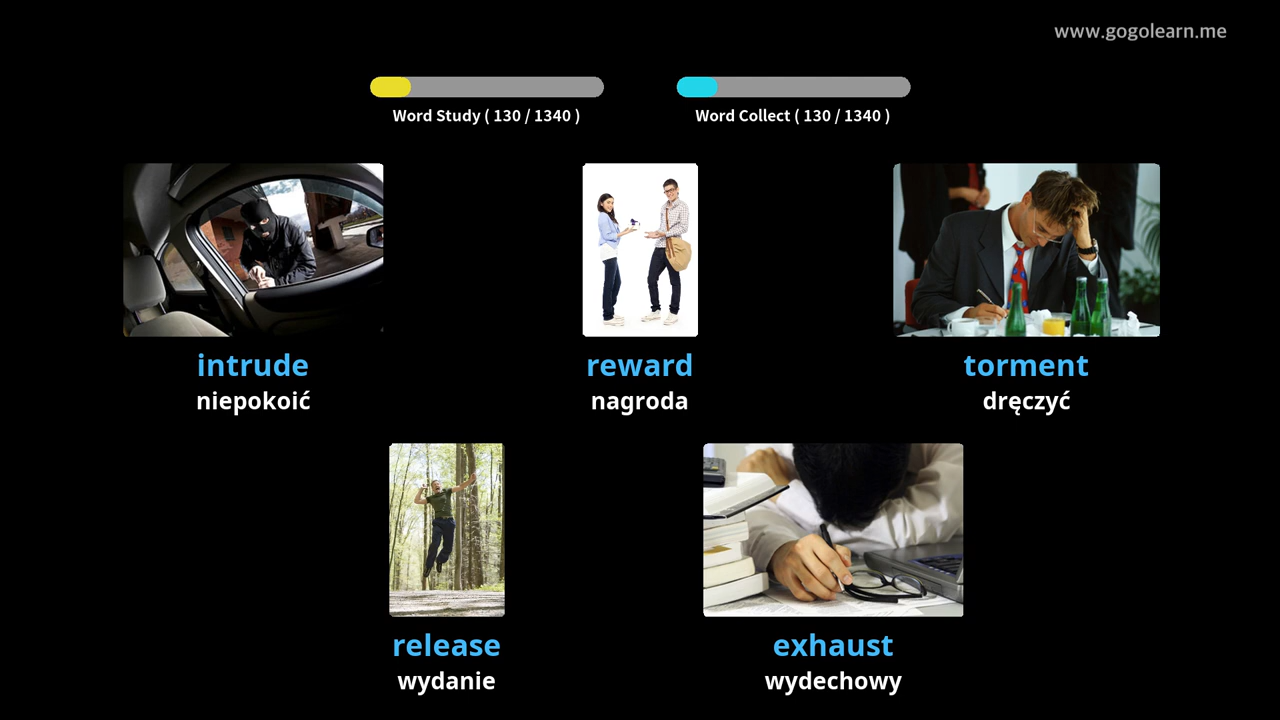 www.gogolearn.me
Word Study ( 130 / 1340 )
Word Collect ( 130 / 1340 )
intrude
niepokoić
reward
nagroda
torment
dręczyć
release
wydanie
exhaust
wydechowy